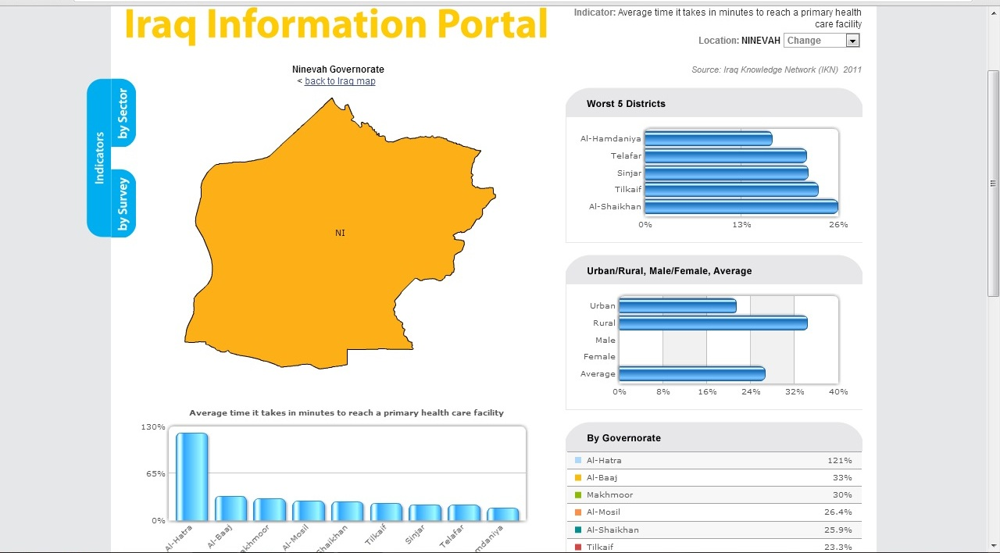 Iraq Information Portal
Indicator: Average time it takes in minutes to reach a primary health
care facility
Location: NINEVAH Change
Source: Iraq Knowledge Network (IKN) 2011
Ninevah Governorate
< back to Iraq map
Indicators
by Sector
by Survey
NI
Worst 5 Districts
Al-Hamdaniya
Telafar
Sinjar
Tilkaif
Al-Shaikhan
0% 13% 26%
Urban/Rural, Male/Female, Average
Urban
Rural
Male
Female
Average
0% 8% 16% 24% 32% 40%
Average time it takes in minutes to reach a primary health care facility
130%
65%
0%
Al-Hatra
Al-Baaj
akhmoor
Al-Mosil
Shaikhan
Tilkaif
Sinjar
Telafar
mdaniya
By Governorate
Al-Hatra 121%
Al-Baaj 33%
Makhmoor 30%
Al-Mosil 26.4%
Al-Shaikhan 25.9%
Tilkaif 23.3%